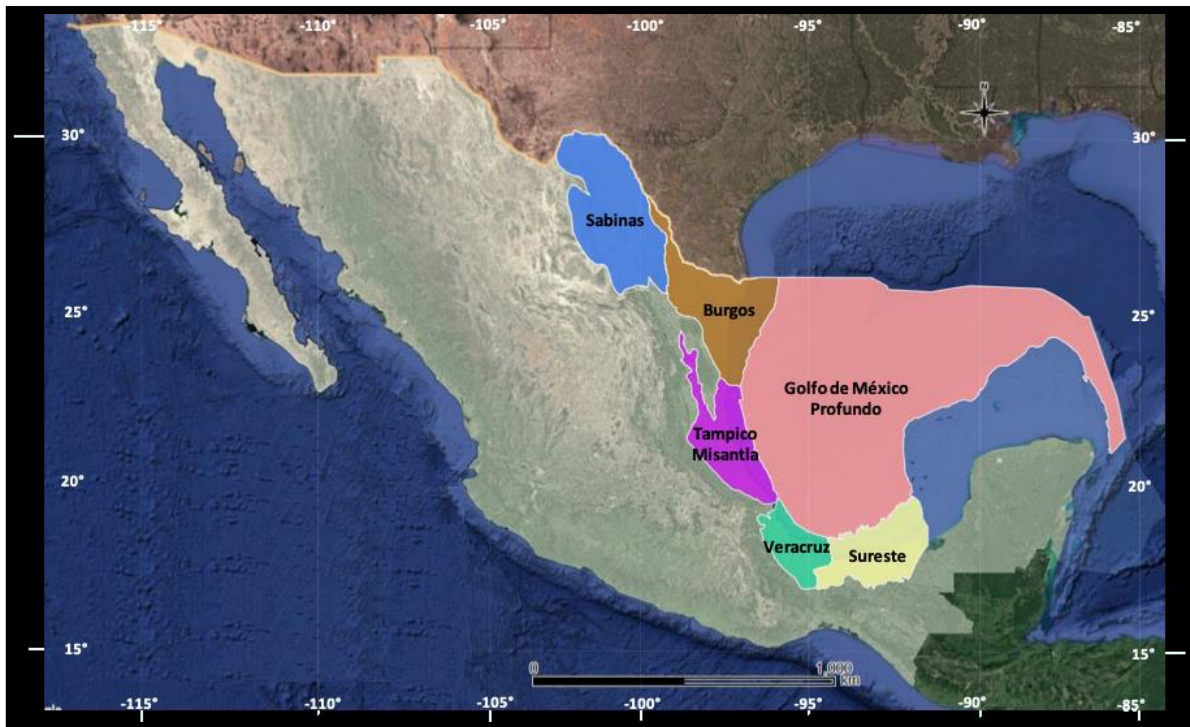 -115° -110° -105° -100° -95° -90° -85°
N
30° 30°
Sabinas
25° 25°
Burgos
Golfo de México
Profundo
Tampico
Misantla
20° 20°
Veracruz
Sureste
15° 15°
0 1,000
km
-115° -110° -105° -100° -95° -90° -85°